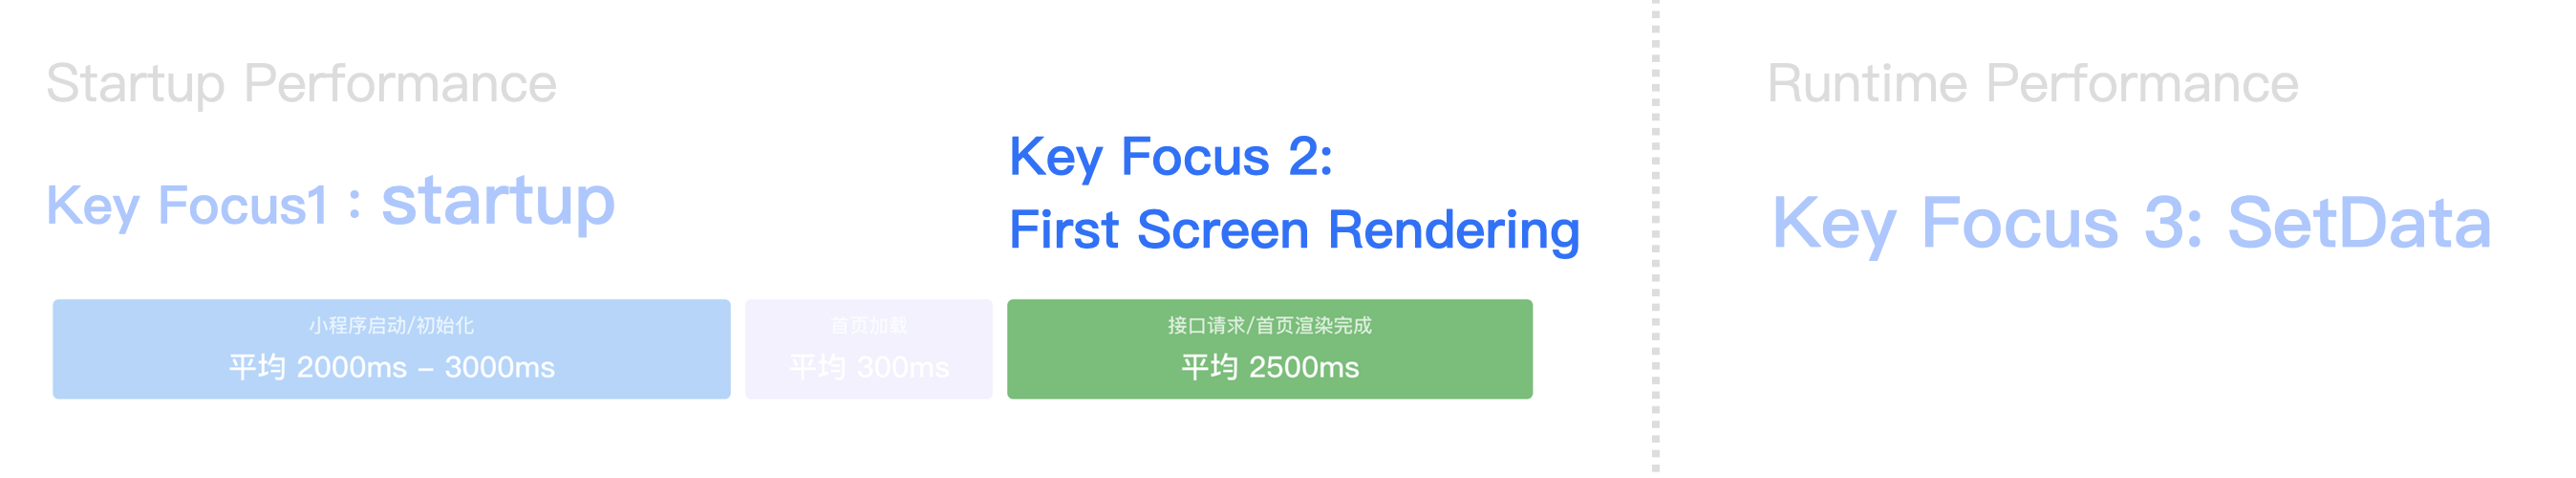 Startup Performance
Key Focus1：startup
Key Focus 2:
First Screen Rendering
小程序启动/初始化
平均 2000ms – 3000ms
首页加载
平均 300ms
接口请求/首页渲染完成
平均 2500ms
Runtime Performance
Key Focus 3: SetData